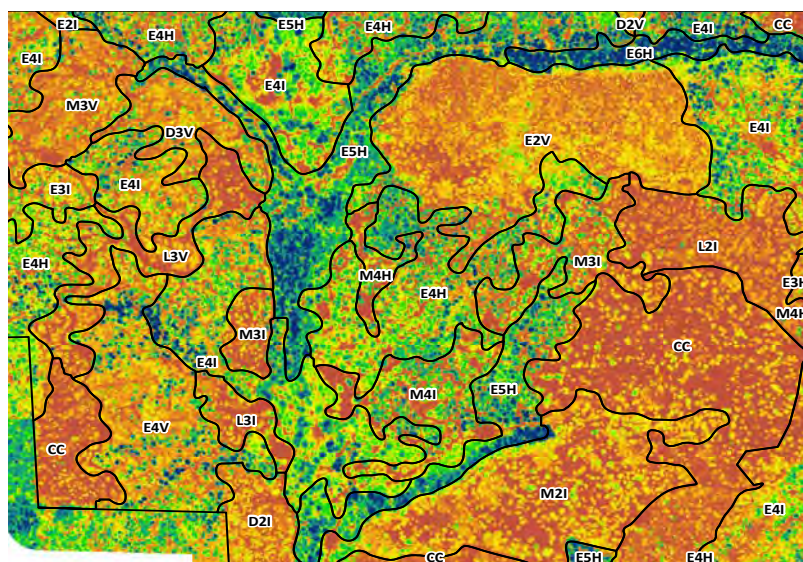 E2I
E4H
E5H
E4H
D2V
E4I
CC
E4I
E6H
E4I
M3V
E4I
D3V
E2V
E5H
E3I
E4I
L3V
L2I
E4H
M4H
M3I
E4H
E3H
M4H
M3I
CC
E4I
M4I
E5H
E4V
L3I
CC
M2I
E4I
D2I
CC
E5H
E4H